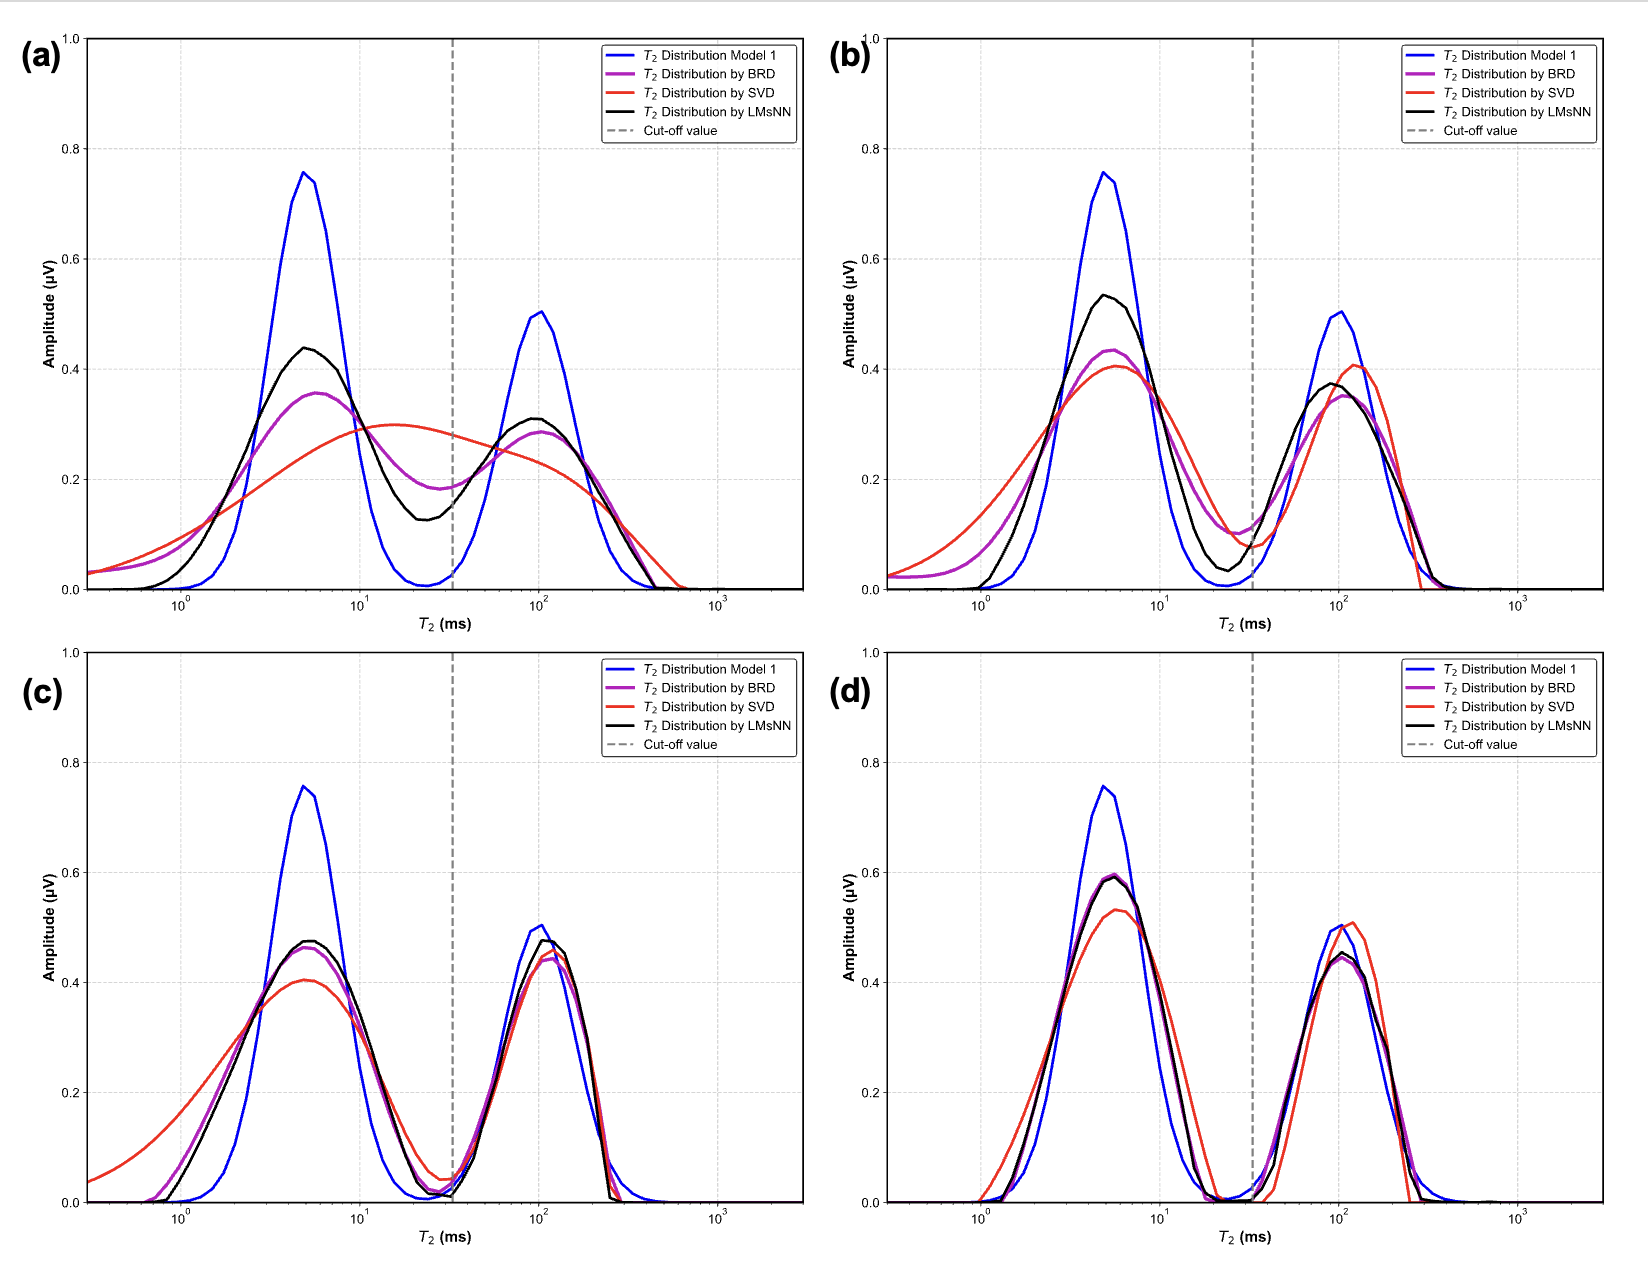 (a)
1.0
0.8
0.6
0.4
0.2
0.0
Amplitude (μV)
T₂ Distribution Model 1
T₂ Distribution by BRD
T₂ Distribution by SVD
T₂ Distribution by LMsNN
Cut-off value
10⁰ 10¹ 10² 10³
T₂ (ms)
(b)
1.0
0.8
0.6
0.4
0.2
0.0
Amplitude (μV)
T₂ Distribution Model 1
T₂ Distribution by BRD
T₂ Distribution by SVD
T₂ Distribution by LMsNN
Cut-off value
10⁰ 10¹ 10² 10³
T₂ (ms)
(c)
1.0
0.8
0.6
0.4
0.2
0.0
Amplitude (μV)
T₂ Distribution Model 1
T₂ Distribution by BRD
T₂ Distribution by SVD
T₂ Distribution by LMsNN
Cut-off value
10⁰ 10¹ 10² 10³
T₂ (ms)
(d)
1.0
0.8
0.6
0.4
0.2
0.0
Amplitude (μV)
T₂ Distribution Model 1
T₂ Distribution by BRD
T₂ Distribution by SVD
T₂ Distribution by LMsNN
Cut-off value
10⁰ 10¹ 10² 10³
T₂ (ms)